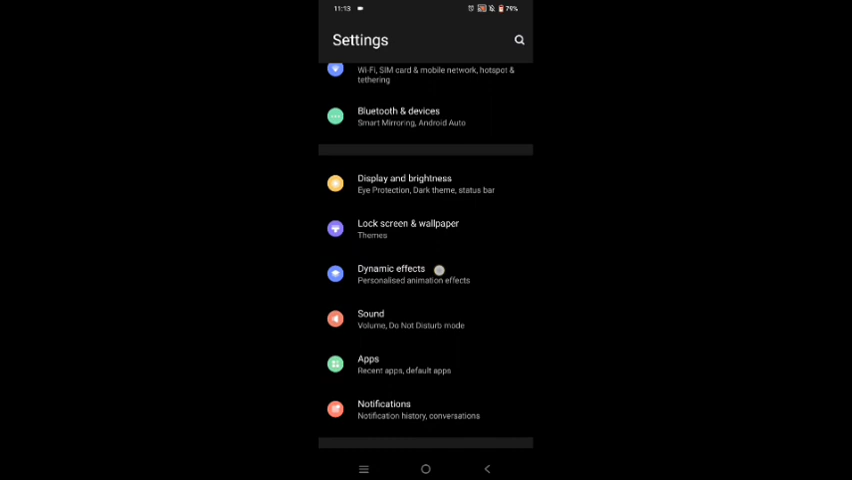 11:13
79%
Settings
Wi-Fi, SIM card & mobile network, hotspot &
tethering
Bluetooth & devices
Smart Mirroring, Android Auto
Display and brightness
Eye Protection, Dark theme, status bar
Lock screen & wallpaper
Themes
Dynamic effects
Personalised animation effects
Sound
Volume, Do Not Disturb mode
Apps
Recent apps, default apps
Notifications
Notification history, conversations